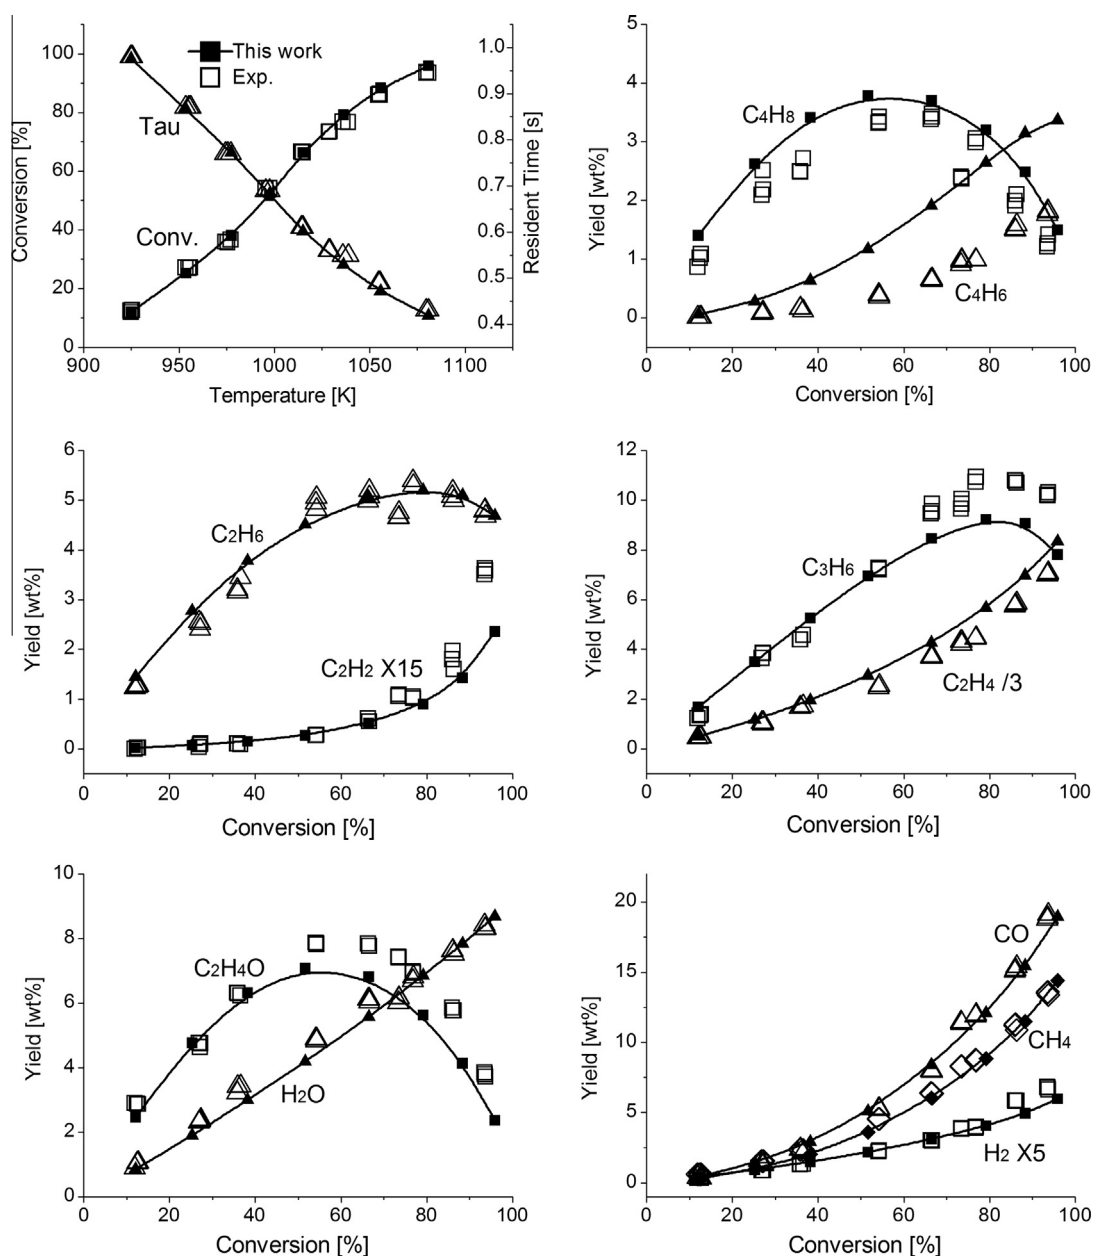 This work
Exp.
Tau
Conv.
Conversion [%]
100
80
60
40
20
0
900
950
1000
1050
1100
Temperature [K]
1.0
0.9
0.8
0.7
0.6
0.5
0.4
Resident Time [s]
Yield [wt%]
5
4
3
2
1
0
C4H8
C4H6
0
20
40
60
80
100
Conversion [%]
Yield [wt%]
6
5
4
3
2
1
0
C2H6
C2H2 X15
0
20
40
60
80
100
Conversion [%]
Yield [wt%]
12
10
8
6
4
2
0
C3H6
C2H4 /3
0
20
40
60
80
100
Conversion [%]
Yield [wt%]
10
8
6
4
2
0
C2H4O
H2O
0
20
40
60
80
100
Conversion [%]
Yield [wt%]
20
15
10
5
0
CO
CH4
H2 X5
0
20
40
60
80
100
Conversion [%]